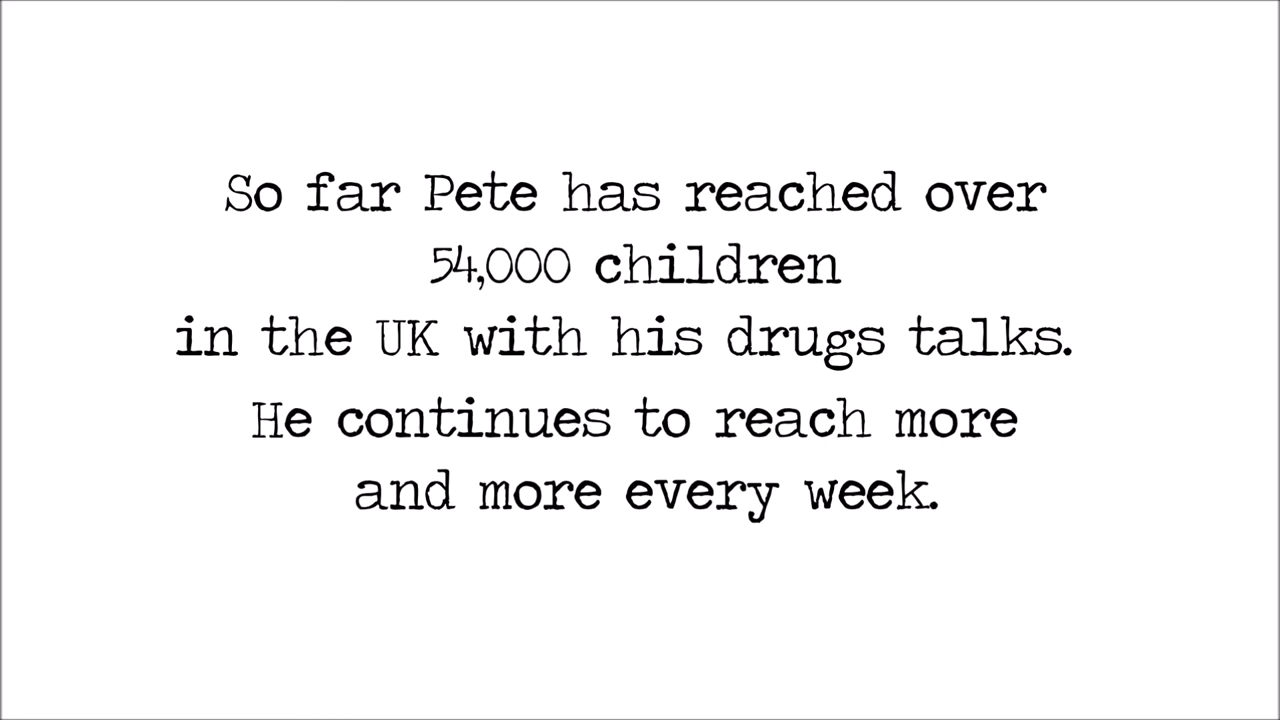 So far Pete has reached over
54,000 children
in the UK with his drugs talks.
He continues to reach more
and more every week.